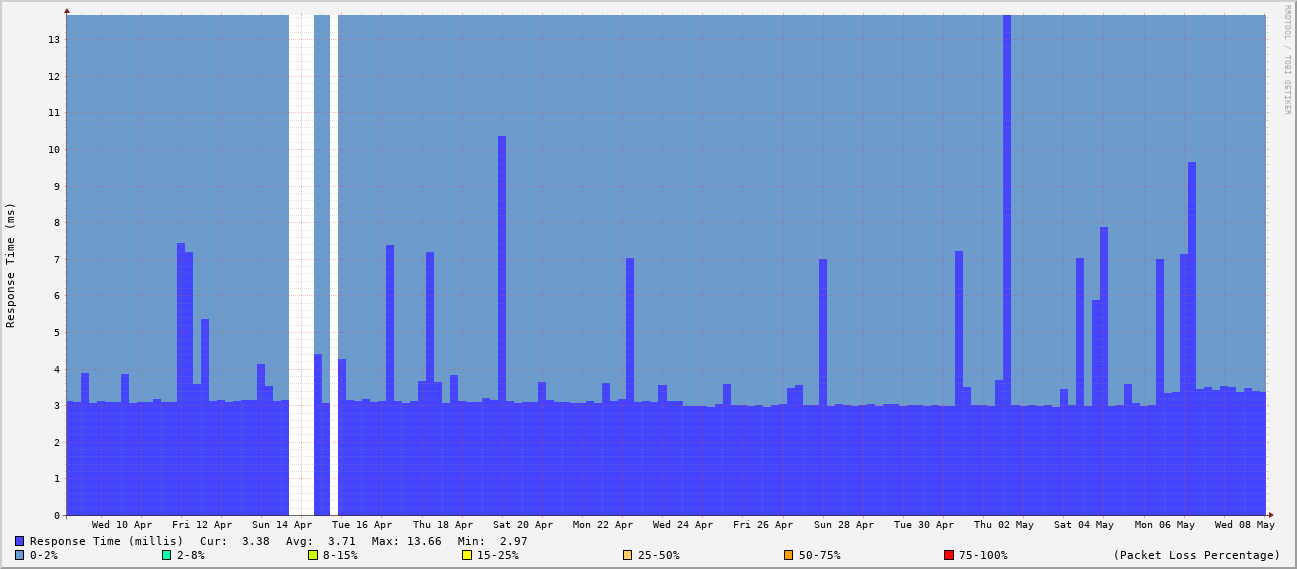 RRDTOOL / TOBI OETIKER
Response Time (ms)
13
12
11
10
9
8
7
6
5
4
3
2
1
0
Wed 10 Apr Fri 12 Apr Sun 14 Apr Tue 16 Apr Thu 18 Apr Sat 20 Apr Mon 22 Apr Wed 24 Apr Fri 26 Apr Sun 28 Apr Tue 30 Apr Thu 02 May Sat 04 May Mon 06 May Wed 08 May
Response Time (millis) Cur: 3.38 Avg: 3.71 Max: 13.66 Min: 2.97
0-2% 2-8% 8-15% 15-25% 25-50% 50-75% 75-100% (Packet Loss Percentage)